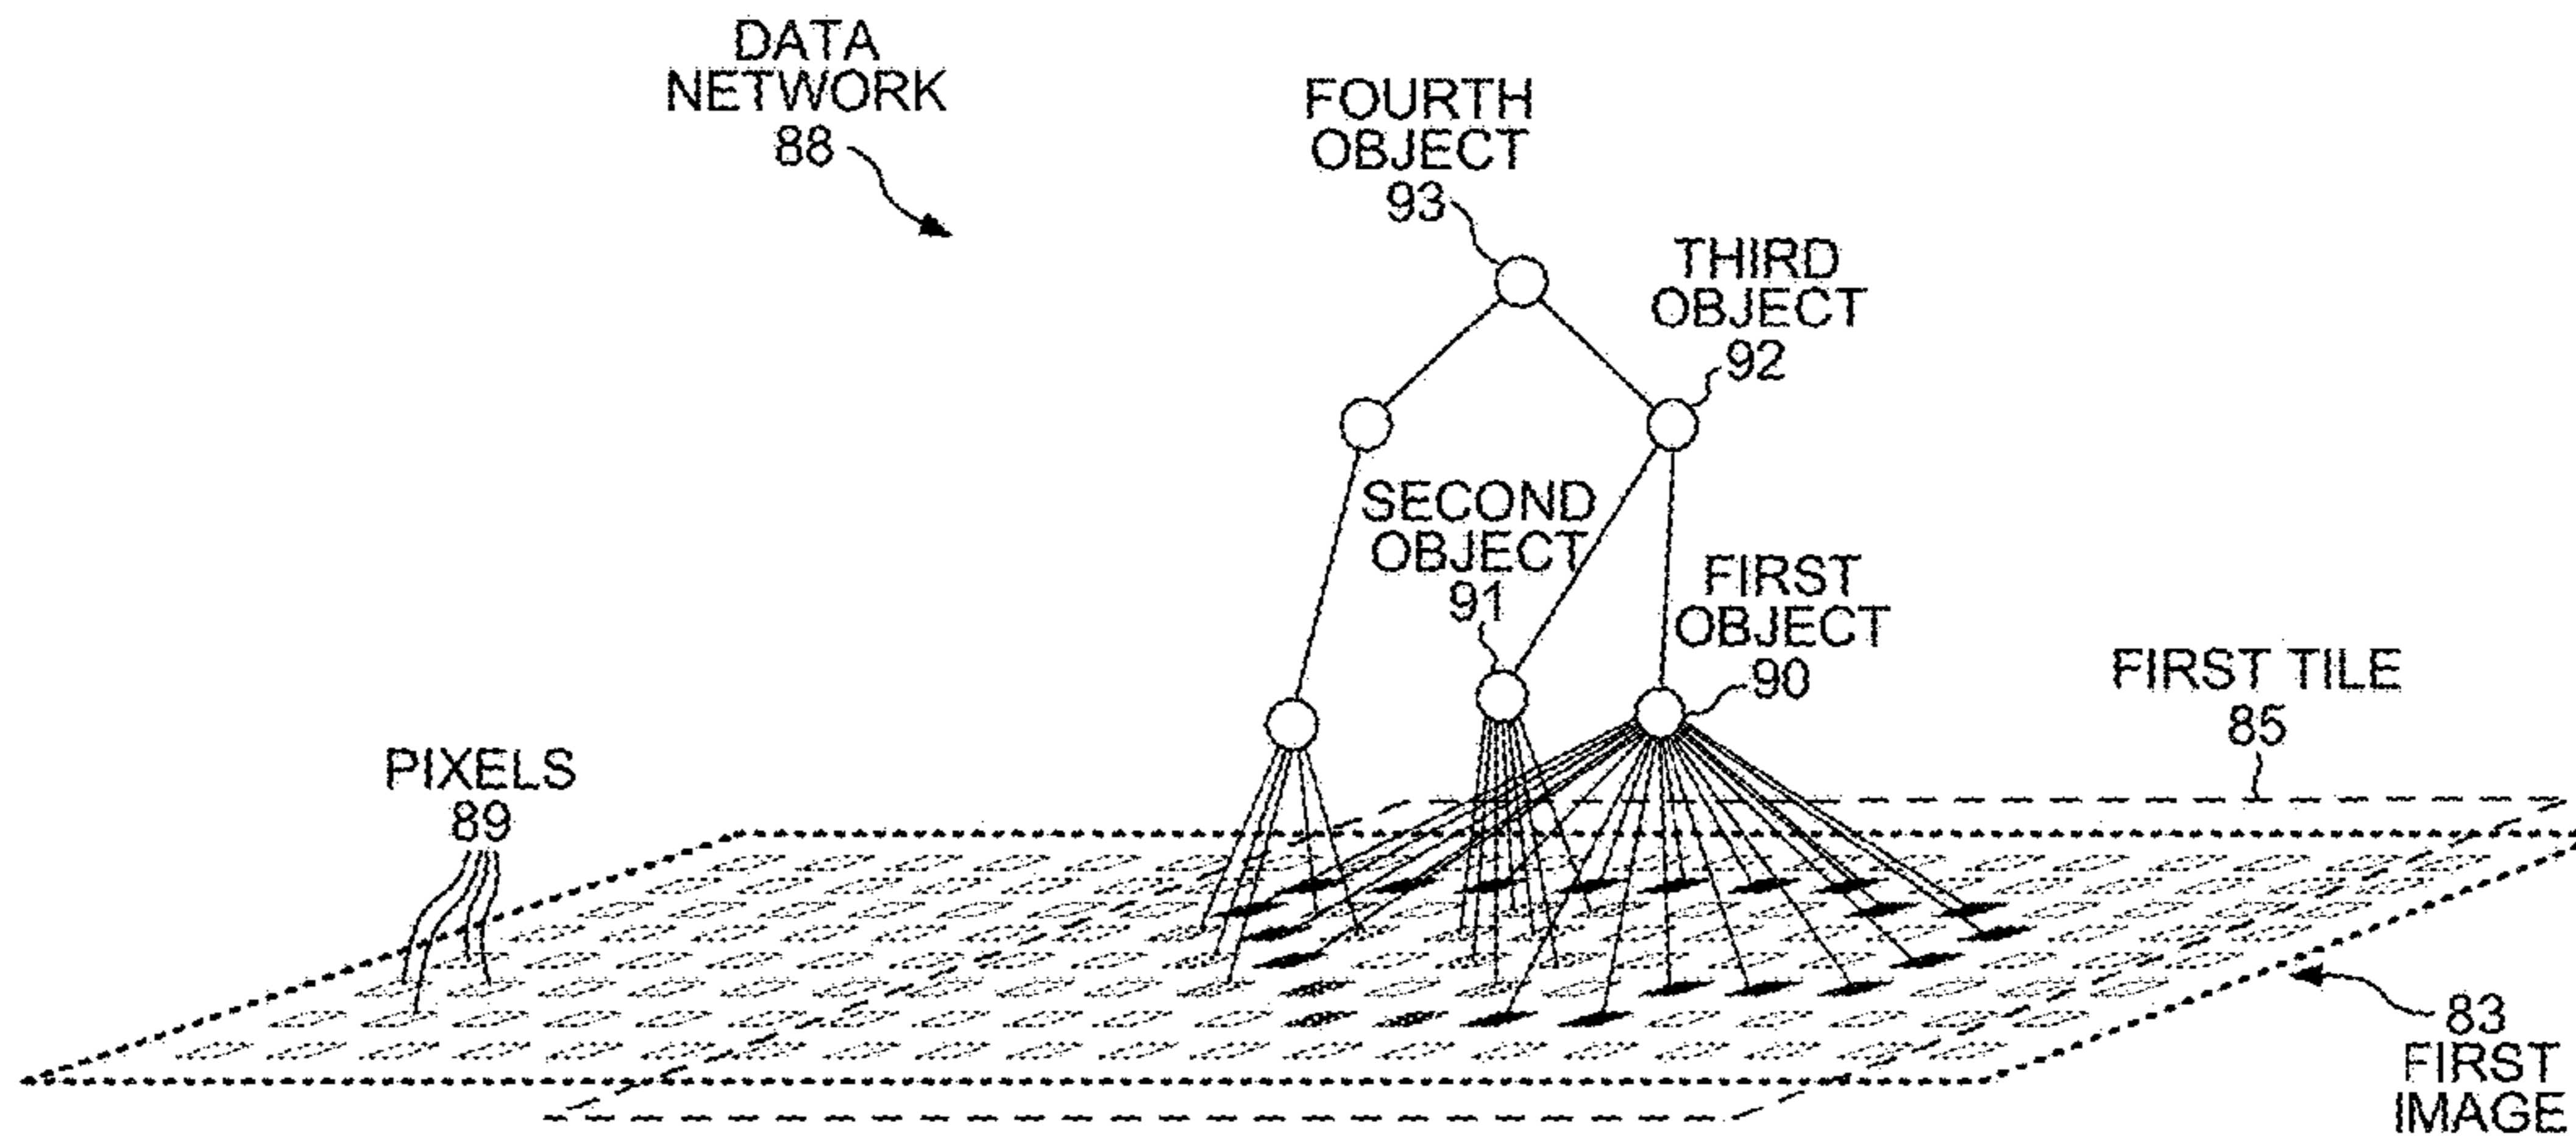 DATA
NETWORK
88
FOURTH
OBJECT
93
THIRD
OBJECT
92
SECOND
OBJECT
91
FIRST
OBJECT
90
FIRST TILE
85
PIXELS
89
83
FIRST
IMAGE